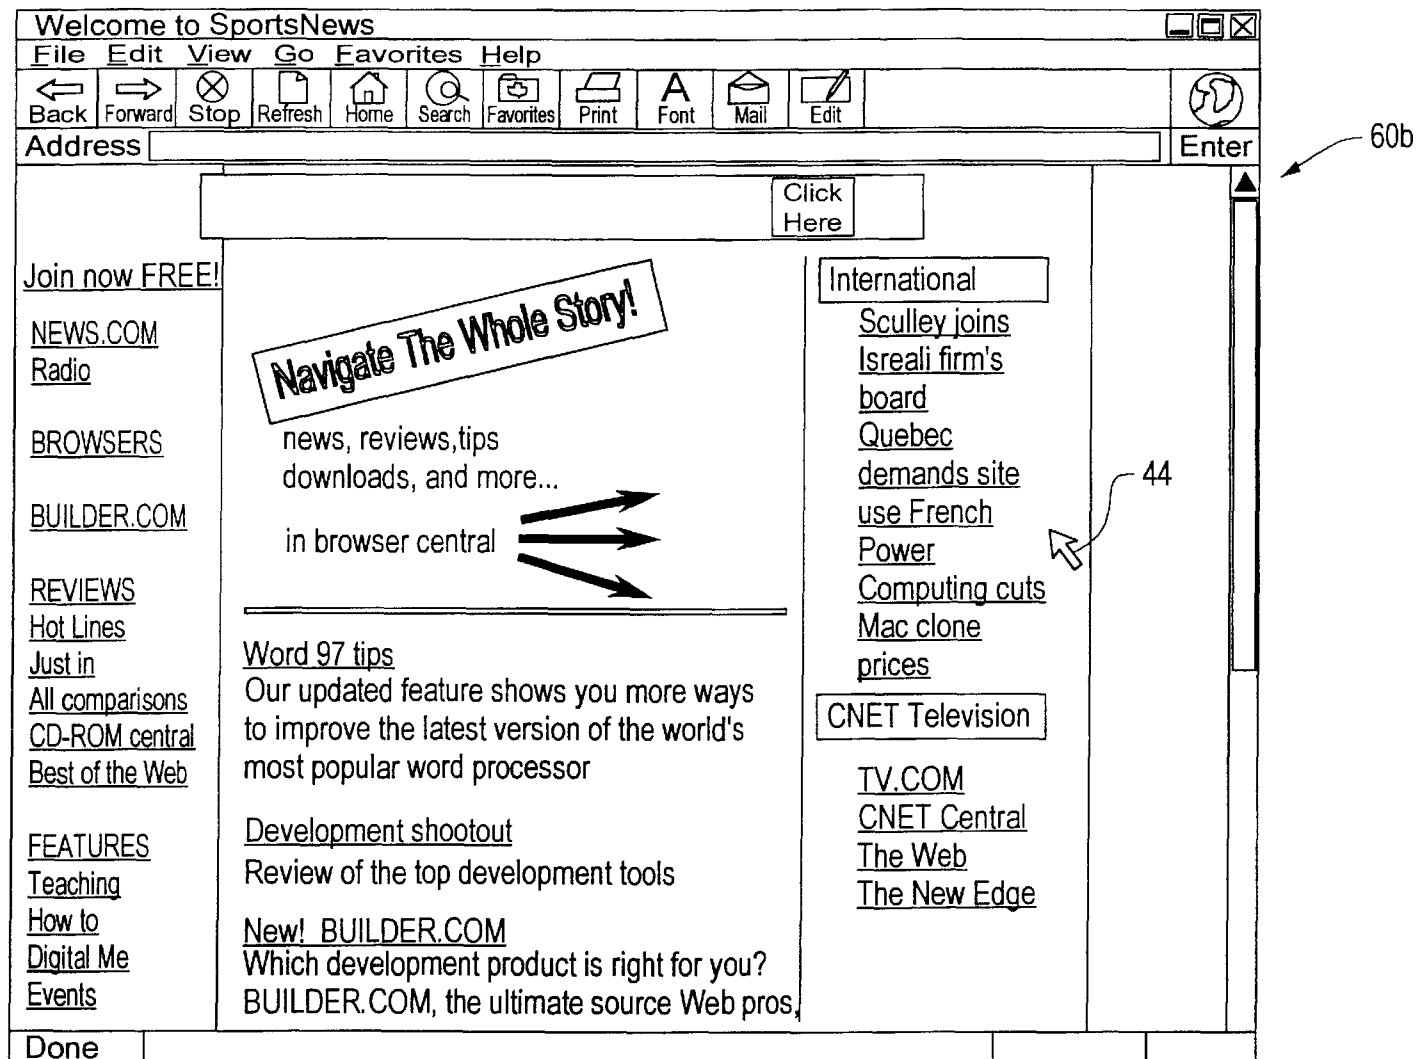 Welcome to SportsNews
File Edit View Go Favorites Help
Back Forward Stop Refresh Home Search Favorites Print Font Mail Edit
Address Enter
60b
Click
Here
Join now FREE!
NEWS.COM
Radio
BROWSERS
BUILDER.COM
REVIEWS
Hot Lines
Just in
All comparisons
CD-ROM central
Best of the Web
FEATURES
Teaching
How to
Digital Me
Events
Navigate The Whole Story!
news, reviews,tips
downloads, and more...
in browser central
Word 97 tips
Our updated feature shows you more ways
to improve the latest version of the world's
most popular word processor
Development shootout
Review of the top development tools
New! BUILDER.COM
Which development product is right for you?
BUILDER.COM, the ultimate source Web pros,
International
Sculley joins
Isreali firm's
board
Quebec
demands site
use French
Power
Computing cuts
Mac clone
prices
CNET Television
TV.COM
CNET Central
The Web
The New Edge
44
Done